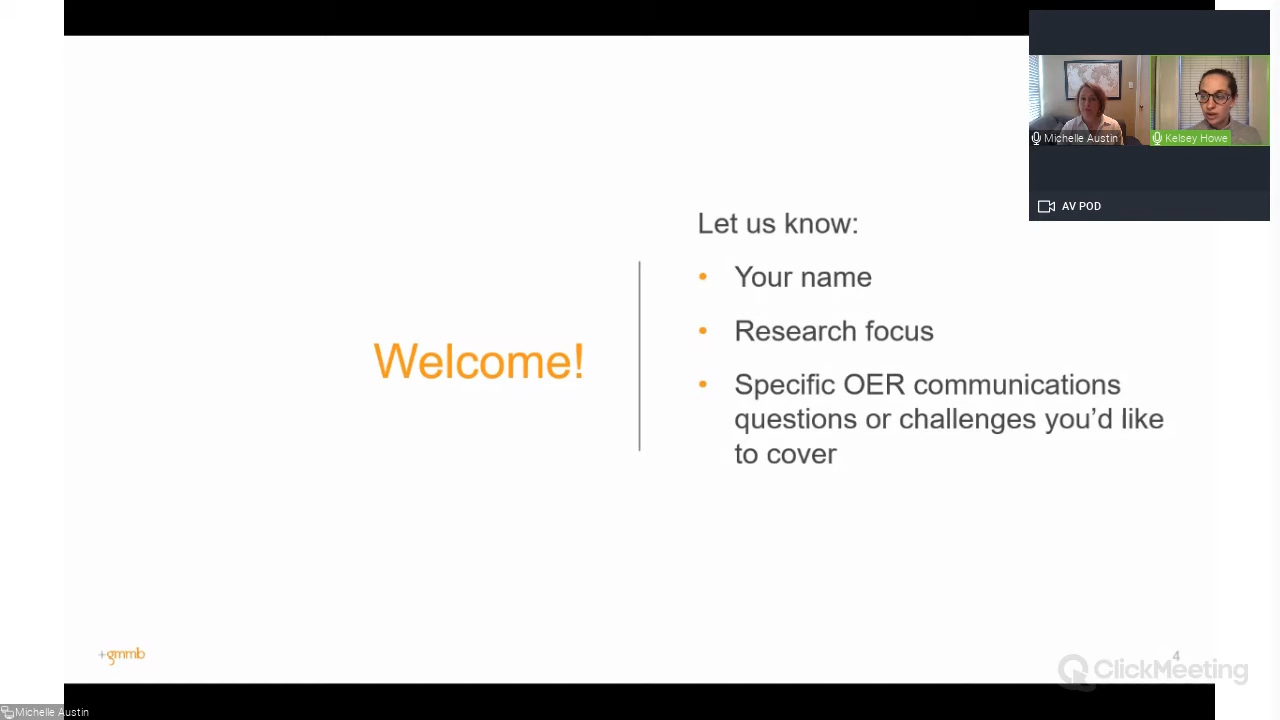 Welcome!
Let us know:
• Your name
• Research focus
• Specific OER communications
questions or challenges you’d like
to cover
Michelle Austin
Kelsey Howe
AV POD
+gmmb
4
ClickMeeting
Michelle Austin